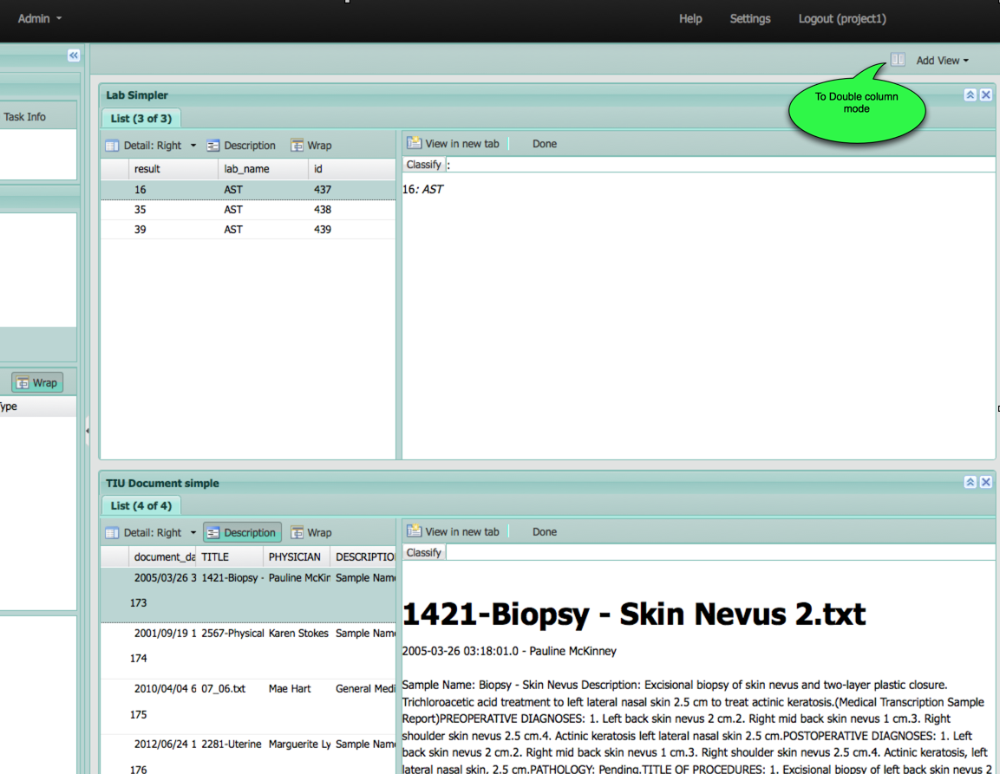 Admin
Help Settings Logout (project1)
Add View
To Double column
mode
Task Info
Wrap
Lab Simpler
List (3 of 3)
Detail: Right Description Wrap
result lab_name id
16 AST 437
35 AST 438
39 AST 439
View in new tab Done
Classify :
16: AST
TIU Document simple
List (4 of 4)
Detail: Right Description Wrap
document_da TITLE PHYSICIAN DESCRIPTIO
2005/03/26 3 1421-Biopsy - Pauline McKin Sample Name
173
2001/09/19 1 2567-Physical Karen Stokes Sample Name
174
2010/04/04 6 07_06.txt Mae Hart General Medi
175
2012/06/24 1 2281-Uterine Marguerite Ly Sample Name
176
View in new tab Done
Classify
1421-Biopsy - Skin Nevus 2.txt
2005-03-26 03:18:01.0 - Pauline McKinney
Sample Name: Biopsy - Skin Nevus Description: Excisional biopsy of skin nevus and two-layer plastic closure.
Trichloroacetic acid treatment to left lateral nasal skin 2.5 cm to treat actinic keratosis.(Medical Transcription Sample
Report)PREOPERATIVE DIAGNOSES: 1. Left back skin nevus 2 cm.2. Right mid back skin nevus 1 cm.3. Right
shoulder skin nevus 2.5 cm.4. Actinic keratosis left lateral nasal skin 2.5 cm.POSTOPERATIVE DIAGNOSES: 1. Left
back skin nevus 2 cm.2. Right mid back skin nevus 1 cm.3. Right shoulder skin nevus 2.5 cm.4. Actinic keratosis, left
lateral nasal skin, 2.5 cm.PATHOLOGY: Pending.TITLE OF PROCEDURES: 1. Excisional biopsy of left back skin nevus 2